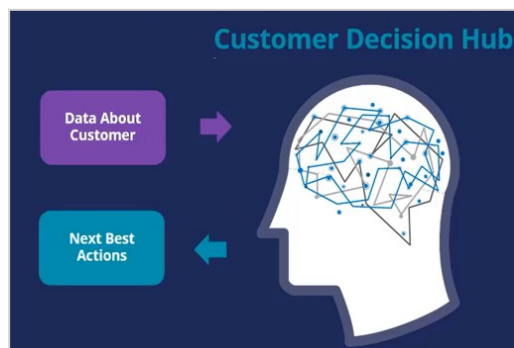 Customer Decision Hub
Data About
Customer
Next Best
Actions